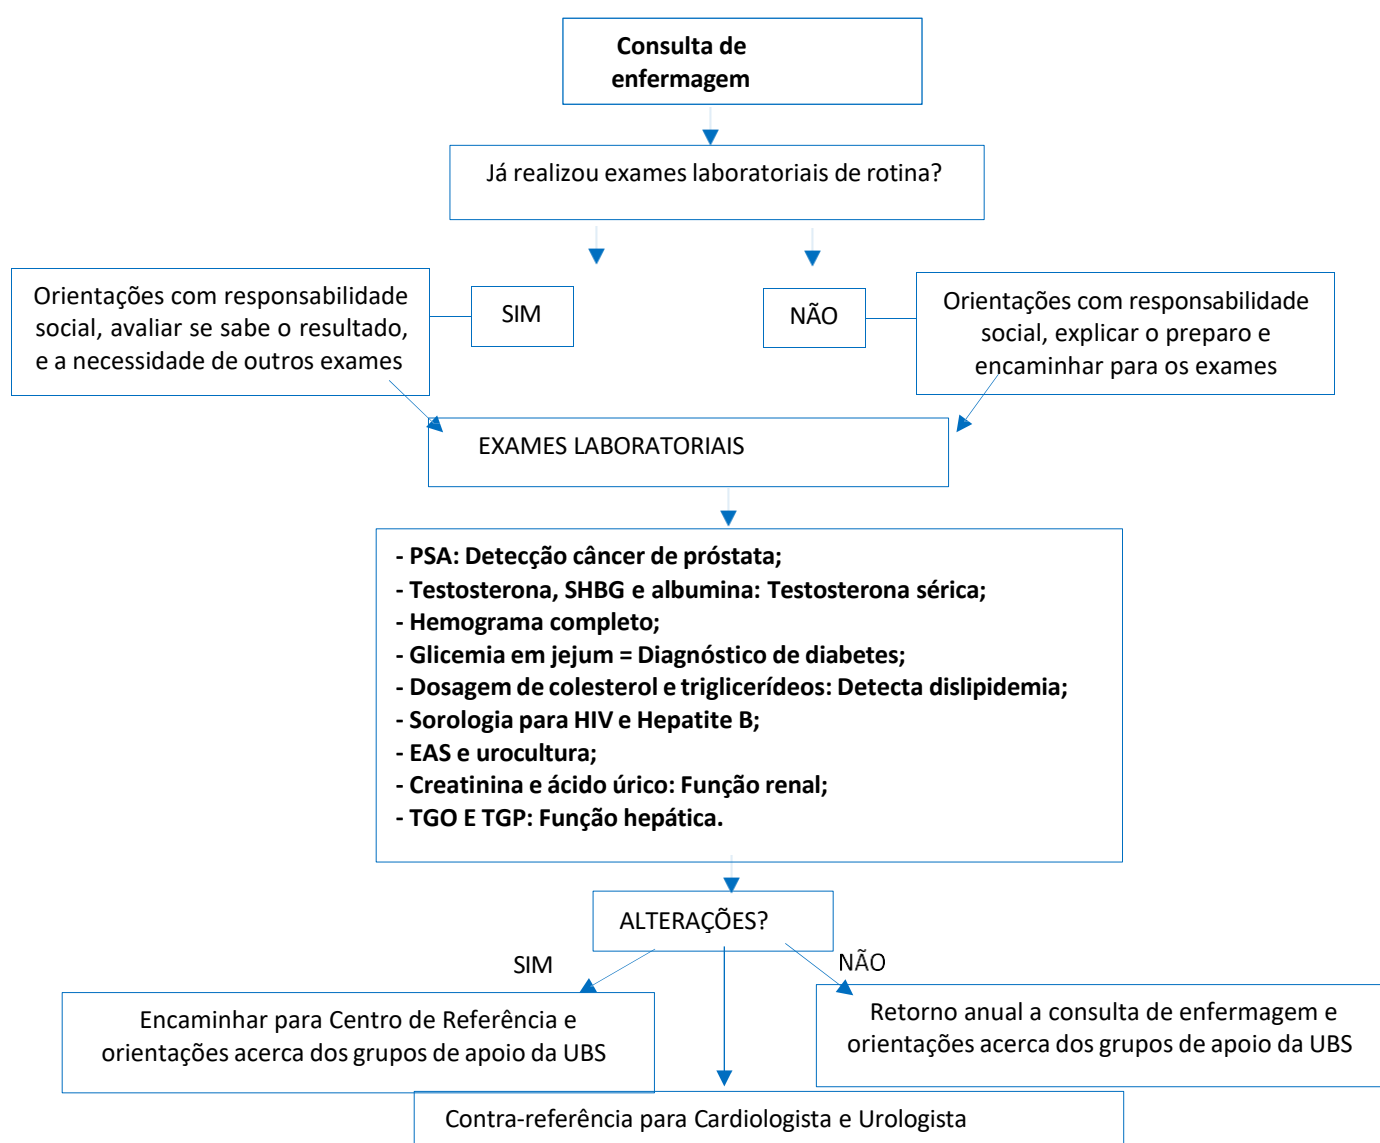 Consulta de
enfermagem
Já realizou exames laboratoriais de rotina?
Orientações com responsabilidade
social, avaliar se sabe o resultado,
e a necessidade de outros exames
SIM
NÃO
Orientações com responsabilidade
social, explicar o preparo e
encaminhar para os exames
EXAMES LABORATORIAIS
- PSA: Detecção câncer de próstata;
- Testosterona, SHBG e albumina: Testosterona sérica;
- Hemograma completo;
- Glicemia em jejum = Diagnóstico de diabetes;
- Dosagem de colesterol e triglicerídeos: Detecta dislipidemia;
- Sorologia para HIV e Hepatite B;
- EAS e urocultura;
- Creatinina e ácido úrico: Função renal;
- TGO E TGP: Função hepática.
ALTERAÇÕES?
SIM
NÃO
Encaminhar para Centro de Referência e
orientações acerca dos grupos de apoio da UBS
Retorno anual a consulta de enfermagem e
orientações acerca dos grupos de apoio da UBS
Contra-referência para Cardiologista e Urologista